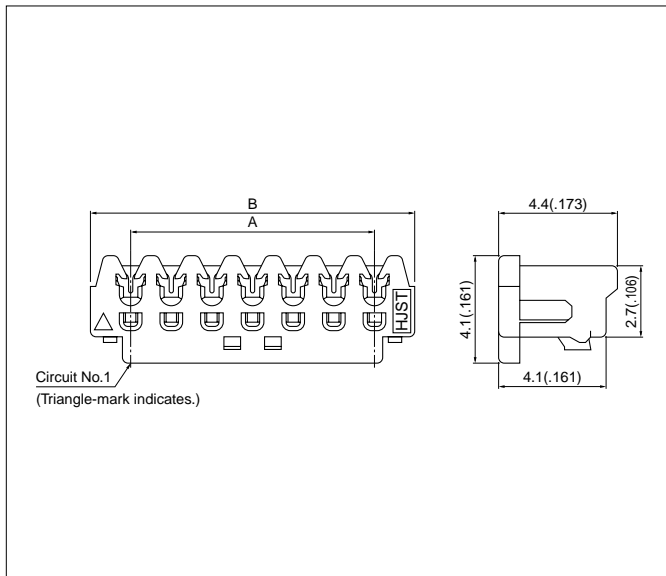 B
A
4.4(.173)
4.1(.161)
2.7(.106)
HJST
4.1(.161)
Circuit No.1
(Triangle-mark indicates.)